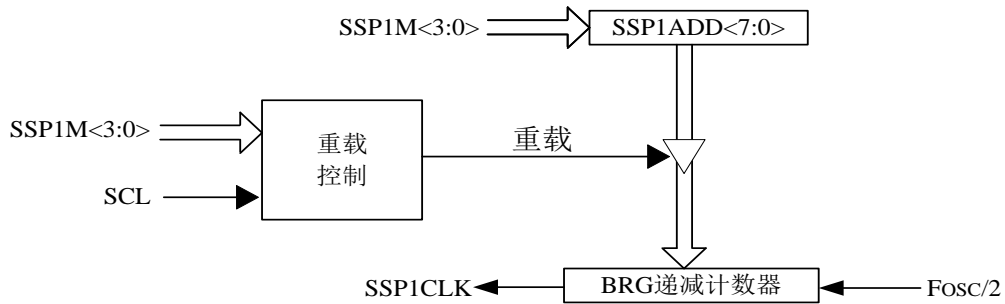 SSP1M<3:0>
SSP1ADD<7:0>
SSP1M<3:0>
重载
控制
重载
SCL
SSP1CLK
BRG递减计数器
FOSC/2